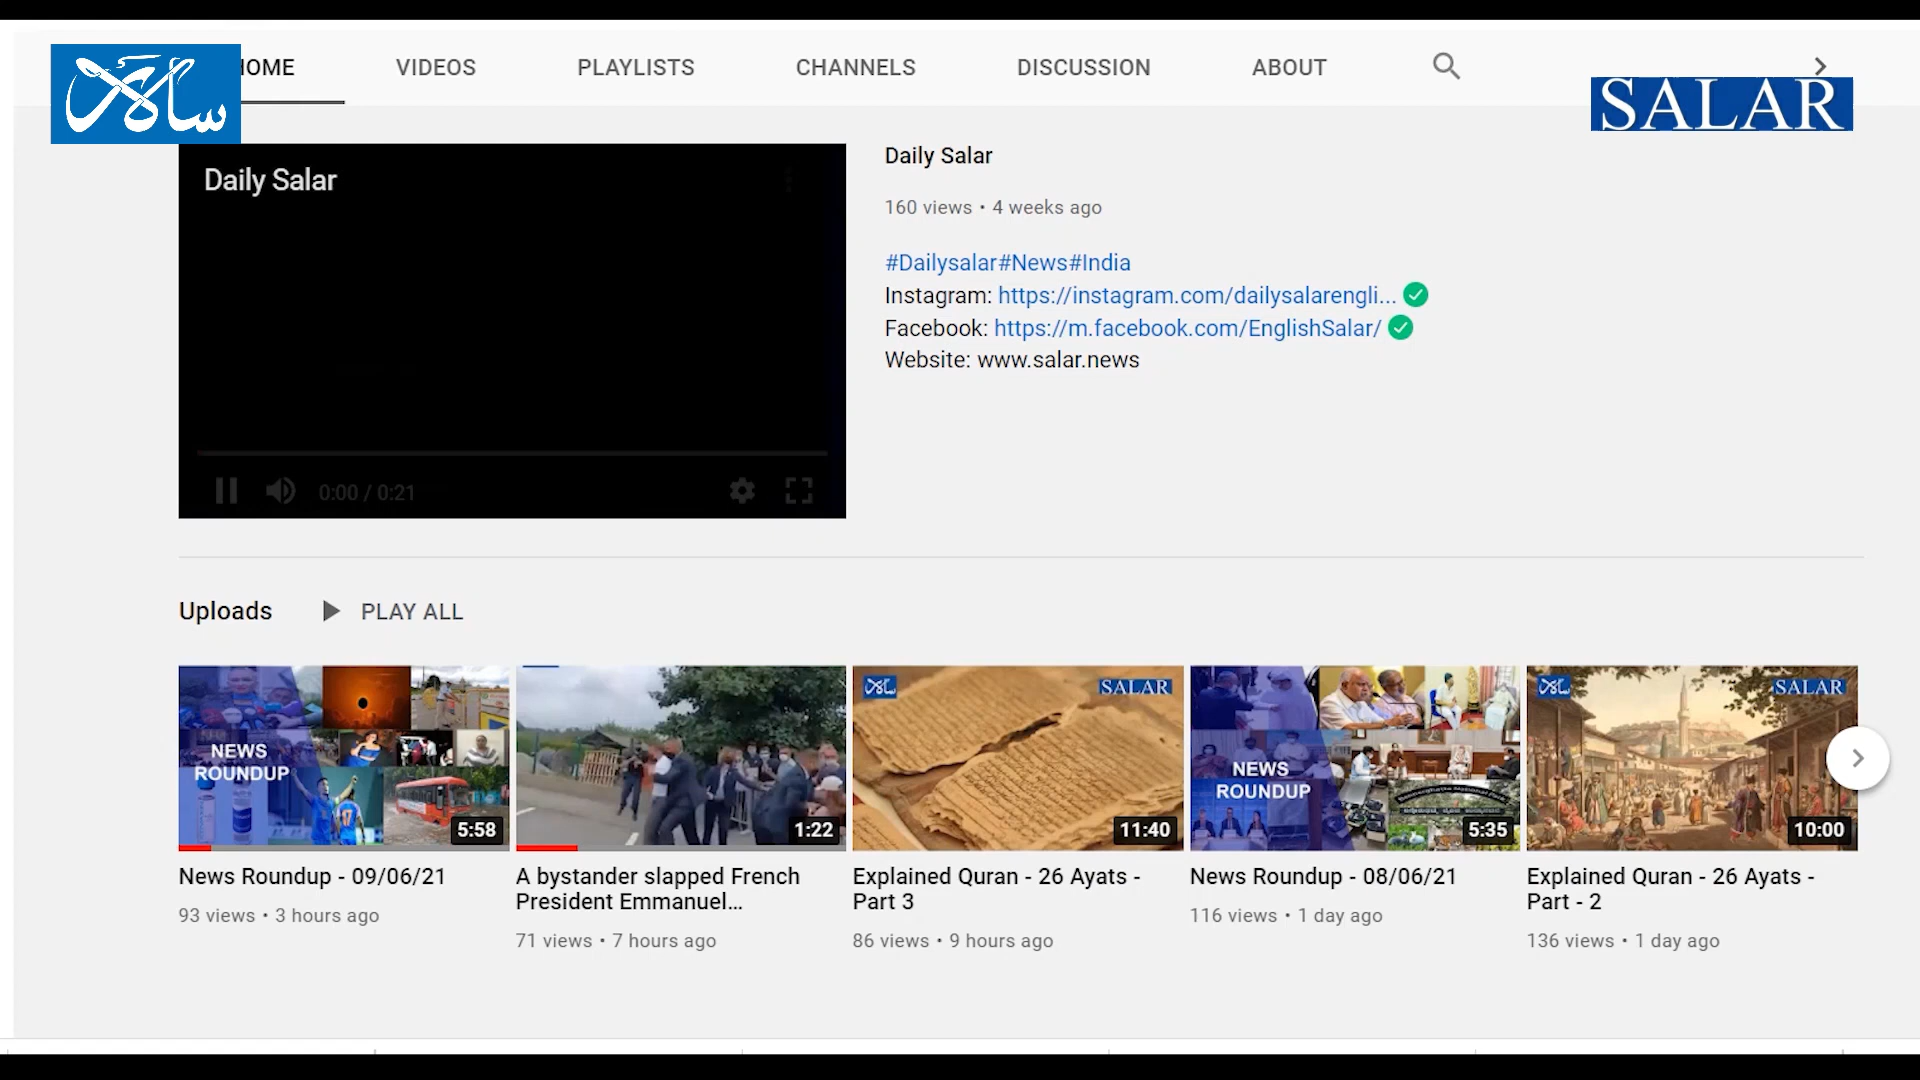 سالار
HOME
VIDEOS
PLAYLISTS
CHANNELS
DISCUSSION
ABOUT
SALAR
Daily Salar
0:00 / 0:21
Daily Salar
160 views • 4 weeks ago
#Dailysalar#News#India
Instagram: https://instagram.com/dailysalarengli...
Facebook: https://m.facebook.com/EnglishSalar/
Website: www.salar.news
Uploads
PLAY ALL
NEWS
ROUNDUP
5:58
News Roundup - 09/06/21
93 views • 3 hours ago
1:22
A bystander slapped French
President Emmanuel...
71 views • 7 hours ago
سالار
SALAR
11:40
Explained Quran - 26 Ayats -
Part 3
86 views • 9 hours ago
NEWS
ROUNDUP
5:35
News Roundup - 08/06/21
116 views • 1 day ago
سالار
SALAR
10:00
Explained Quran - 26 Ayats -
Part - 2
136 views • 1 day ago